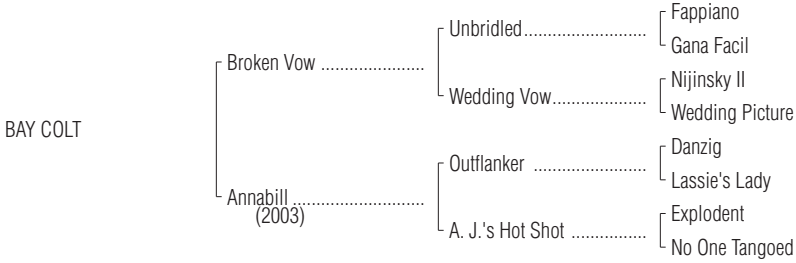 Fappiano
Unbridled.........................
Gana Facil
Broken Vow ......................
Nijinsky II
Wedding Vow....................
Wedding Picture
BAY COLT
Danzig
Outflanker ........................
Lassie's Lady
Annabill ............................
(2003)
Explodent
A. J.'s Hot Shot ................
No One Tangoed